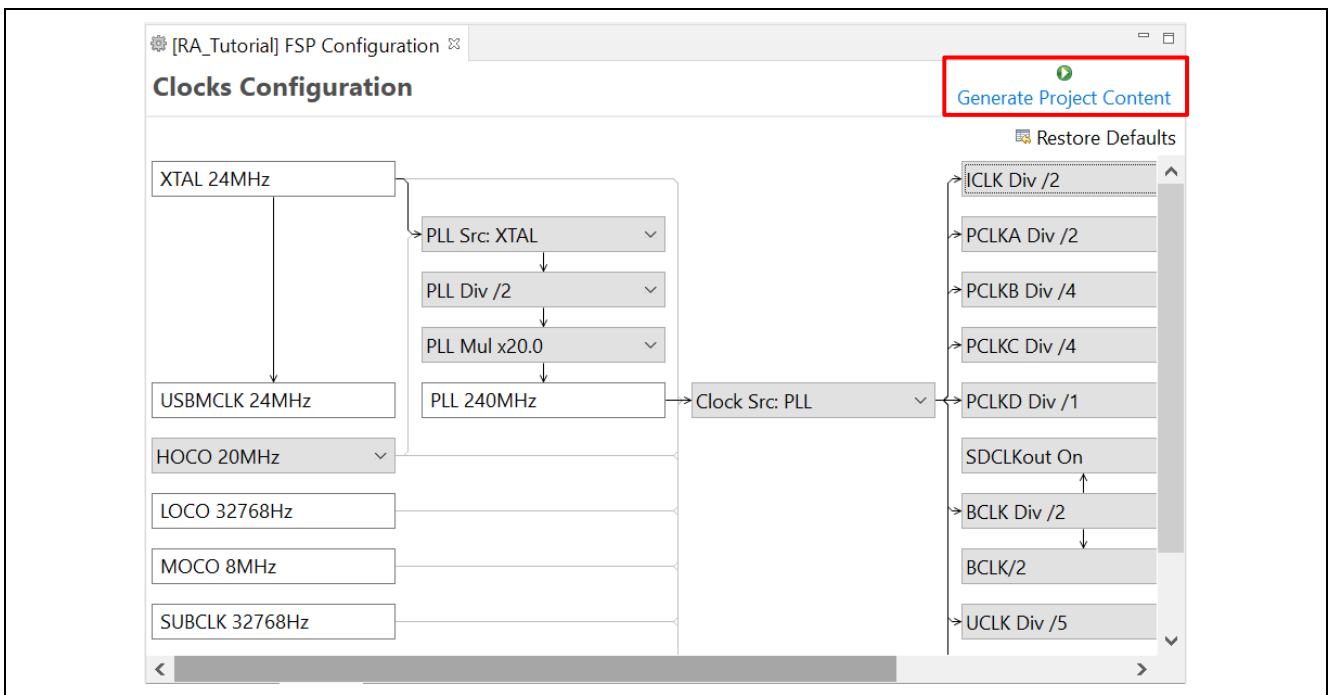 [RA_Tutorial] FSP Configuration
Clocks Configuration
Generate Project Content
Restore Defaults
XTAL 24MHz
ICLK Div /2
PLL Src: XTAL
PCLKA Div /2
PLL Div /2
PCLKB Div /4
PLL Mul x20.0
PCLKC Div /4
USBMCLK 24MHz
PLL 240MHz
Clock Src: PLL
PCLKD Div /1
HOCO 20MHz
SDCLKout On
LOCO 32768Hz
BCLK Div /2
MOCO 8MHz
BCLK/2
SUBCLK 32768Hz
UCLK Div /5